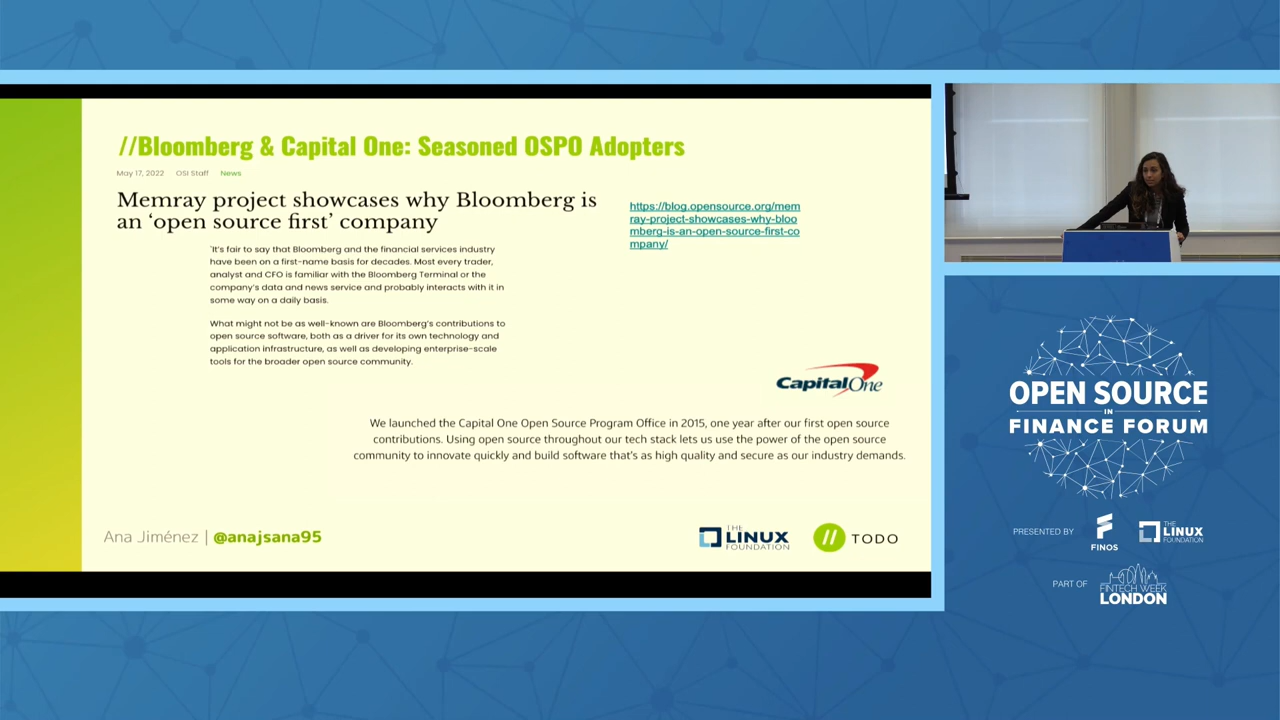 //Bloomberg & Capital One: Seasoned OSPO Adopters
May 17, 2022 OSI Staff News
Memray project showcases why Bloomberg is
an ‘open source first’ company
https://blog.opensource.org/mem
ray-project-showcases-why-bloo
mberg-is-an-open-source-first-co
mpany/
'It's fair to say that Bloomberg and the financial services industry
have been on a first-name basis for decades. Most every trader,
analyst and CFO is familiar with the Bloomberg Terminal or the
company's data and news service and probably interacts with it in
some way on a daily basis.
What might not be as well-known are Bloomberg's contributions to
open source software, both as a driver for its own technology and
application infrastructure, as well as developing enterprise-scale
tools for the broader open source community.
CapitalOne
We launched the Capital One Open Source Program Office in 2015, one year after our first open source
contributions. Using open source throughout our tech stack lets us use the power of the open source
community to innovate quickly and build software that's as high quality and secure as our industry demands.
Ana Jiménez | @anajsana95
THE
LINUX
FOUNDATION
// TODO
OPEN SOURCE
IN
FINANCE FORUM
PRESENTED BY
FINOS
THE
LINUX
FOUNDATION
PART OF
FINTECH WEEK
LONDON